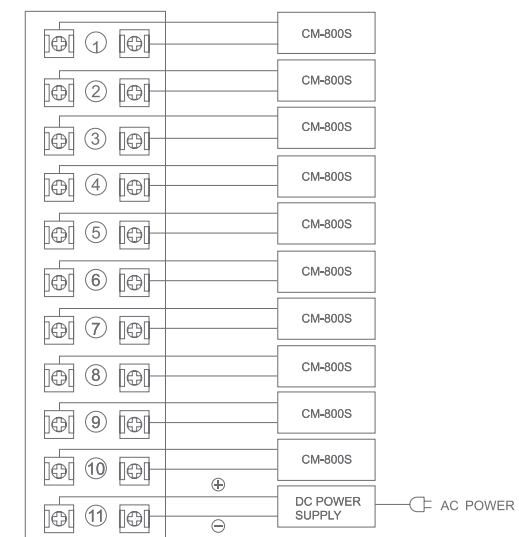 1 CM-800S
2 CM-800S
3 CM-800S
4 CM-800S
5 CM-800S
6 CM-800S
7 CM-800S
8 CM-800S
9 CM-800S
10 CM-800S
+
11 DC POWER
SUPPLY AC POWER
−